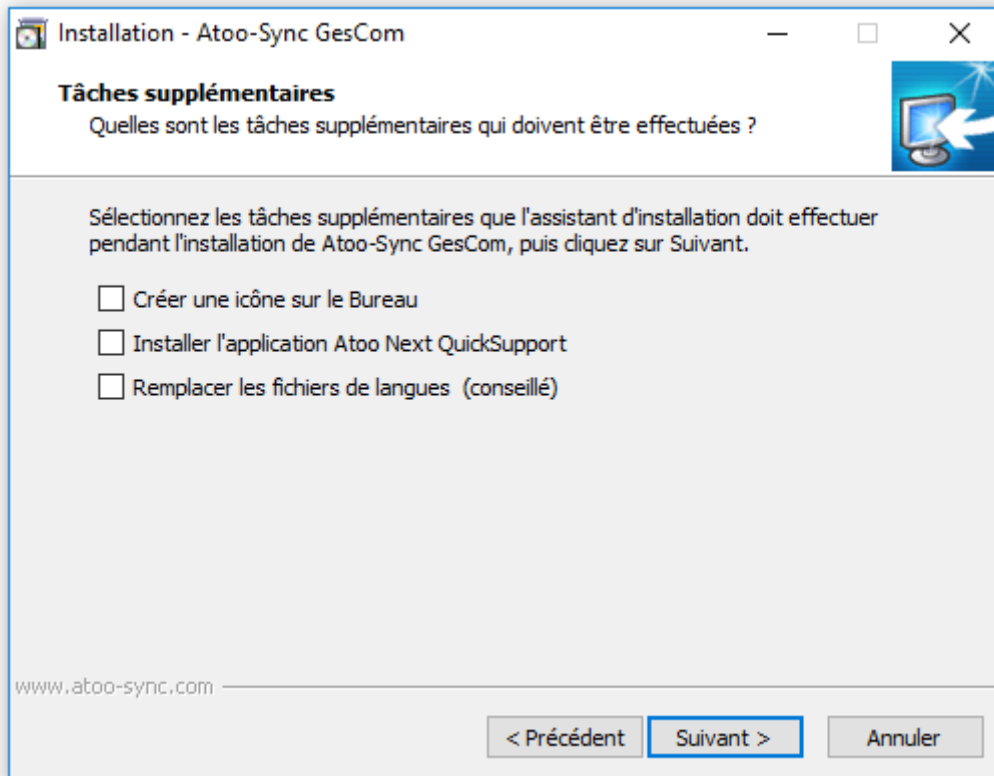 Installation - Atoo-Sync GesCom
Tâches supplémentaires
Quelles sont les tâches supplémentaires qui doivent être effectuées ?
Sélectionnez les tâches supplémentaires que l'assistant d'installation doit effectuer
pendant l'installation de Atoo-Sync GesCom, puis cliquez sur Suivant.
Créer une icône sur le Bureau
Installer l'application Atoo Next QuickSupport
Remplacer les fichiers de langues  (conseillé)
www.atoo-sync.com
< Précédent
Suivant >
Annuler